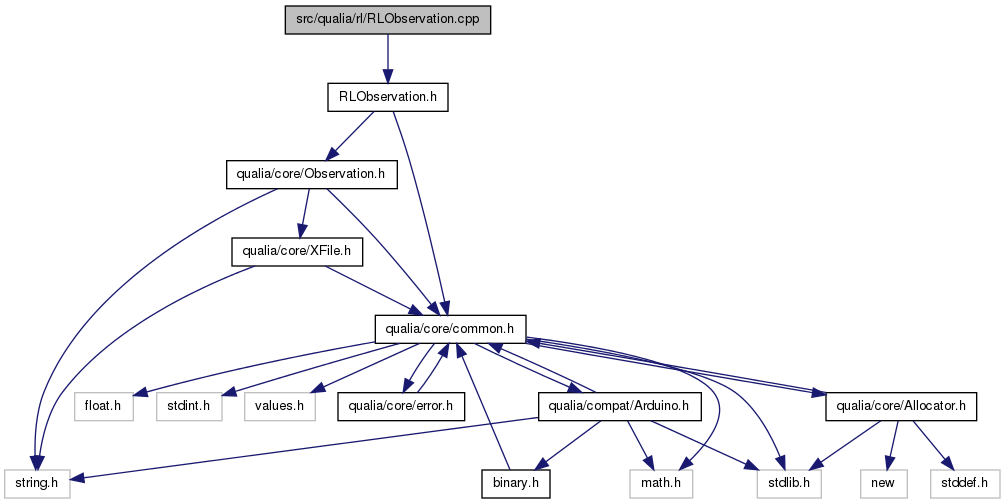 src/qualia/rl/RLObservation.cpp
RLObservation.h
qualia/core/Observation.h
qualia/core/XFile.h
qualia/core/common.h
float.h
stdint.h
values.h
qualia/core/error.h
qualia/compat/Arduino.h
qualia/core/Allocator.h
string.h
binary.h
math.h
stdlib.h
new
stddef.h